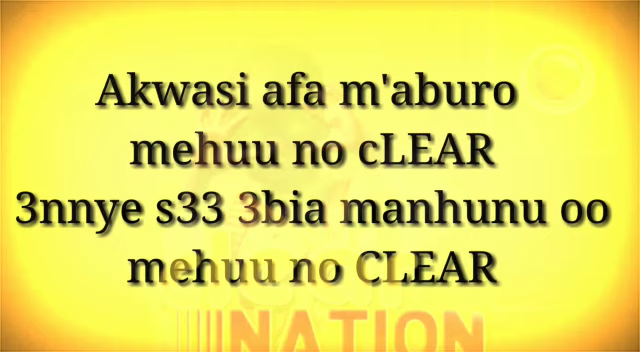 Akwasi afa m'aburo
mehuu no cLEAR
3nnye s33 3bia manhunu oo
mehuu no CLEAR
NATION